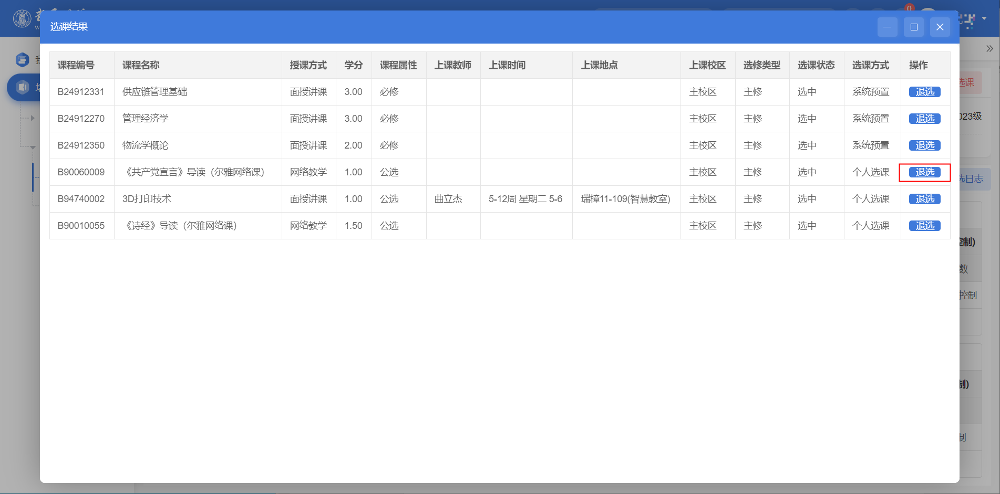 0
选课结果
课程编号 课程名称 授课方式 学分 课程属性 上课教师 上课时间 上课地点 上课校区 选修类型 选课状态 选课方式 操作
B24912331 供应链管理基础 面授讲课 3.00 必修 主校区 主修 选中 系统预置 退选
B24912270 管理经济学 面授讲课 3.00 必修 主校区 主修 选中 系统预置 退选
B24912350 物流学概论 面授讲课 2.00 必修 主校区 主修 选中 系统预置 退选
B90060009 《共产党宣言》导读（尔雅网络课） 网络教学 1.00 公选 主校区 主修 选中 个人选课 退选
B94740002 3D打印技术 面授讲课 1.00 公选 曲立杰 5-12周 星期二 5-6 瑞樟11-109(智慧教室) 主校区 主修 选中 个人选课 退选
B90010055 《诗经》导读（尔雅网络课） 网络教学 1.50 公选 主校区 主修 选中 个人选课 退选
选课
023级
选日志
控制)
数
控制
制)
制